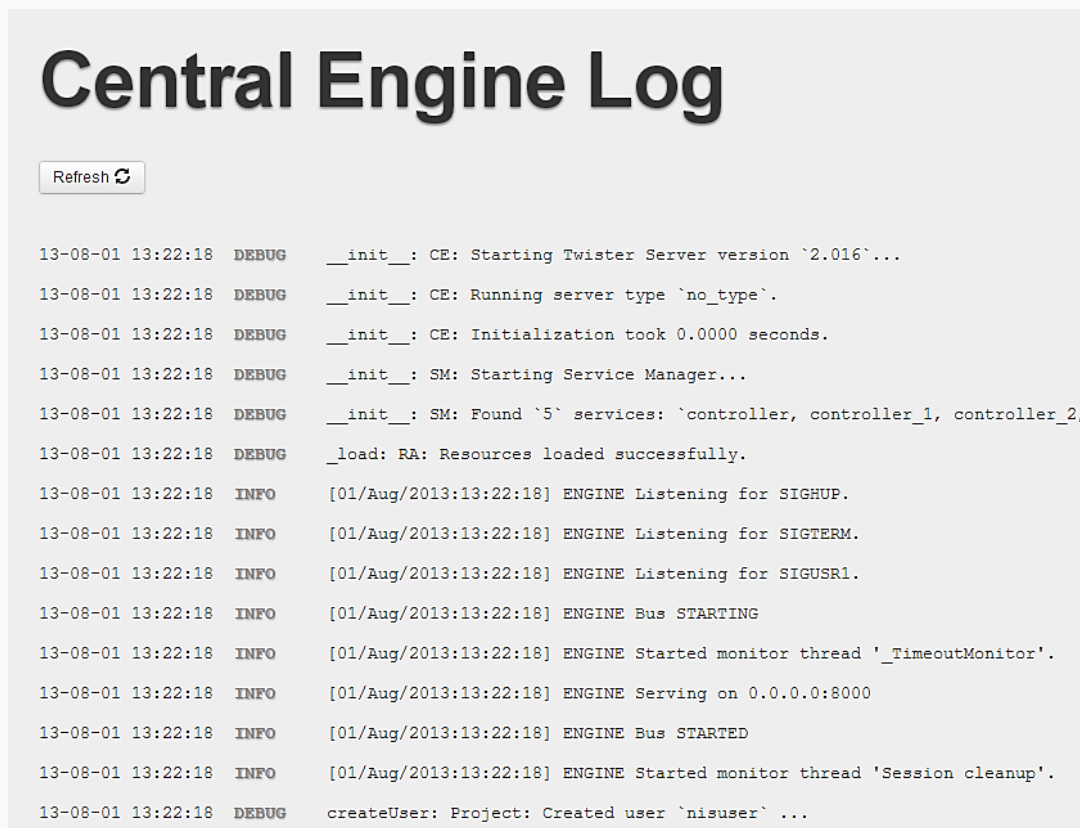 Central Engine Log
Refresh
13-08-01 13:22:18 DEBUG __init__: CE: Starting Twister Server version `2.016`...
13-08-01 13:22:18 DEBUG __init__: CE: Running server type `no_type`.
13-08-01 13:22:18 DEBUG __init__: CE: Initialization took 0.0000 seconds.
13-08-01 13:22:18 DEBUG __init__: SM: Starting Service Manager...
13-08-01 13:22:18 DEBUG __init__: SM: Found `5` services: `controller, controller_1, controller_2,
13-08-01 13:22:18 DEBUG _load: RA: Resources loaded successfully.
13-08-01 13:22:18 INFO [01/Aug/2013:13:22:18] ENGINE Listening for SIGHUP.
13-08-01 13:22:18 INFO [01/Aug/2013:13:22:18] ENGINE Listening for SIGTERM.
13-08-01 13:22:18 INFO [01/Aug/2013:13:22:18] ENGINE Listening for SIGUSR1.
13-08-01 13:22:18 INFO [01/Aug/2013:13:22:18] ENGINE Bus STARTING
13-08-01 13:22:18 INFO [01/Aug/2013:13:22:18] ENGINE Started monitor thread '_TimeoutMonitor'.
13-08-01 13:22:18 INFO [01/Aug/2013:13:22:18] ENGINE Serving on 0.0.0.0:8000
13-08-01 13:22:18 INFO [01/Aug/2013:13:22:18] ENGINE Bus STARTED
13-08-01 13:22:18 INFO [01/Aug/2013:13:22:18] ENGINE Started monitor thread 'Session cleanup'.
13-08-01 13:22:18 DEBUG createUser: Project: Created user `nisuser` ...